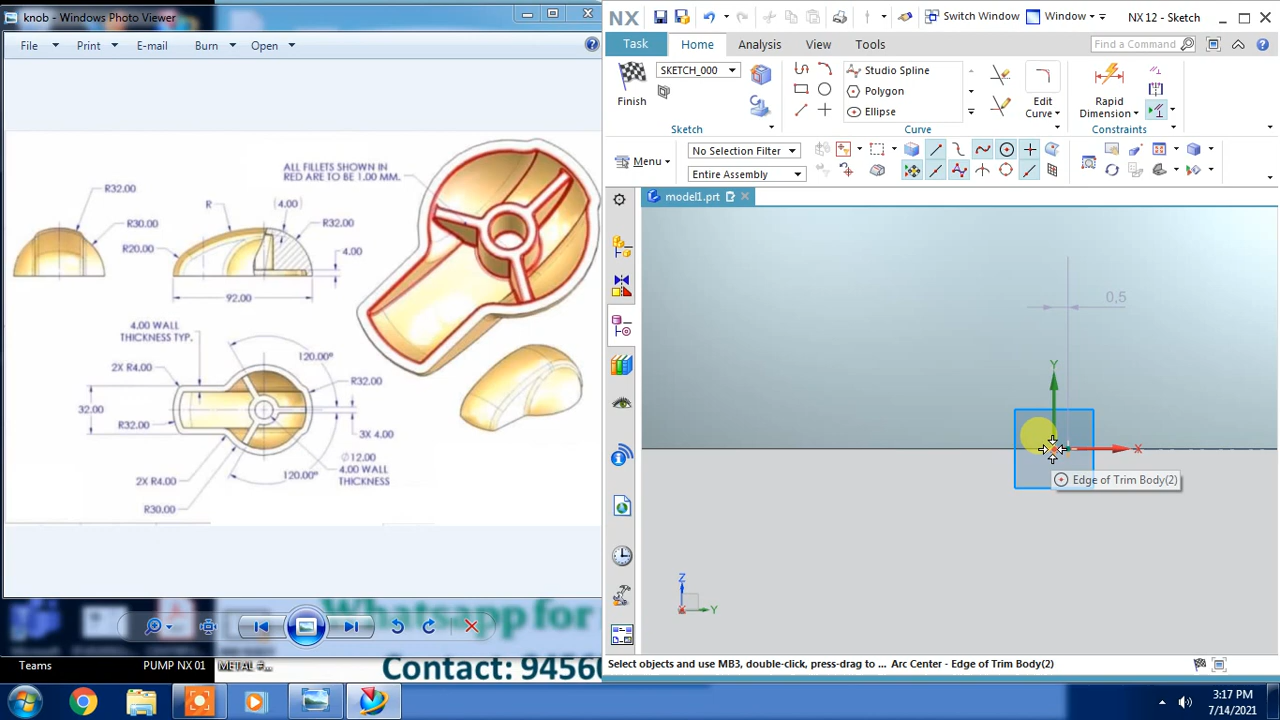 knob - Windows Photo Viewer
File Print E-mail Burn Open
ALL FILLETS SHOWN IN
RED ARE TO BE 1.00 MM.
R32.00
R
(4.00)
R30.00
R32.00
R20.00
4.00
92.00
4.00 WALL
THICKNESS TYP.
120.00°
2X R4.00
R32.00
32.00
R32.00
3X 4.00
Ø12.00
4.00 WALL
THICKNESS
120.00°
2X R4.00
R30.00
Whatsapp for
Contact: 94560
Teams
PUMP NX 01
METAL #...
NX
Switch Window
Window
NX 12 - Sketch
Task Home Analysis View Tools
Find a Command
Finish
SKETCH_000
Sketch
Studio Spline
Polygon
Ellipse
Curve
Edit
Curve
Rapid
Dimension
Constraints
Menu
No Selection Filter
Entire Assembly
model1.prt
0,5
Y
X
Edge of Trim Body(2)
Z
X
Y
Select objects and use MB3, double-click, press-drag to ... Arc Center - Edge of Trim Body(2)
3:17 PM
7/14/2021